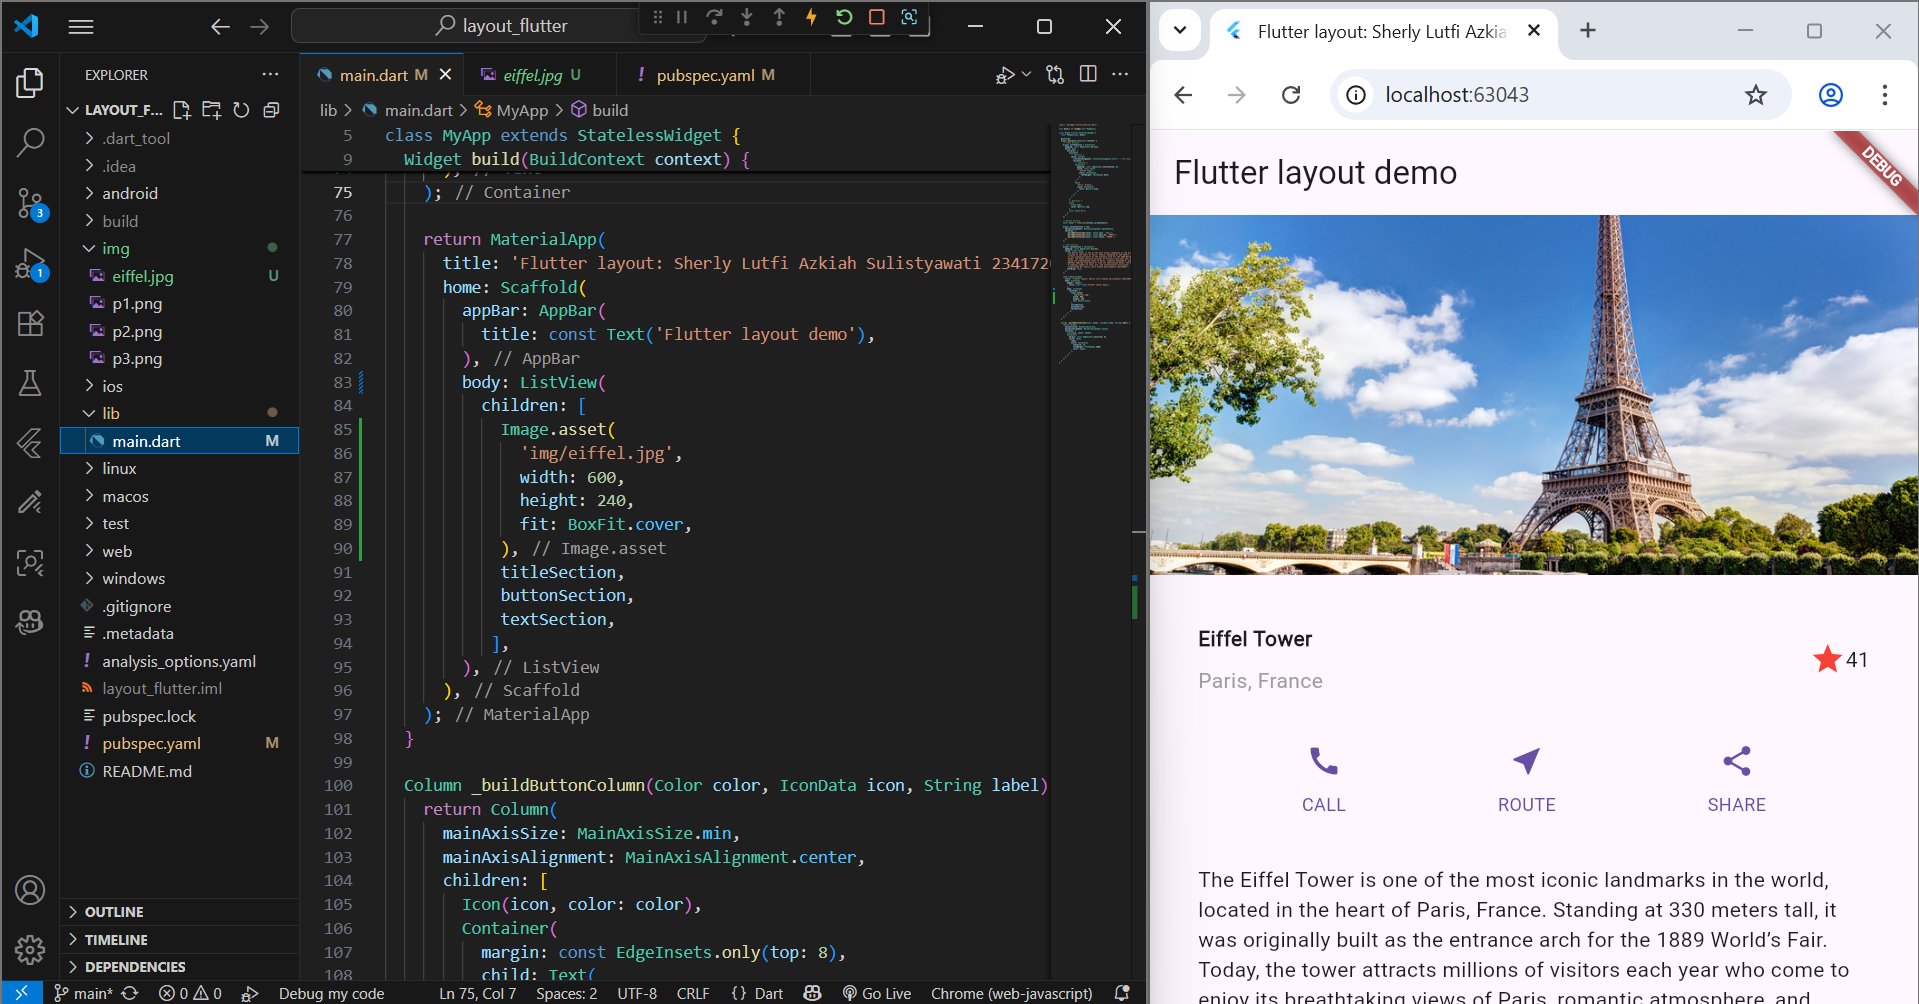 layout_flutter
EXPLORER
LAYOUT_F...
.dart_tool
.idea
android
build
img
eiffel.jpg U
p1.png
p2.png
p3.png
ios
lib
main.dart M
linux
macos
test
web
windows
.gitignore
.metadata
analysis_options.yaml
layout_flutter.iml
pubspec.lock
pubspec.yaml M
README.md
OUTLINE
TIMELINE
DEPENDENCIES
3
1
main.dart M
eiffel.jpg U
pubspec.yaml M
lib > main.dart > MyApp > build
5 class MyApp extends StatelessWidget {
9 Widget build(BuildContext context) {
75 ); // Container
76
77 return MaterialApp(
78 title: 'Flutter layout: Sherly Lutfi Azkiah Sulistyawati 234172
79 home: Scaffold(
80 appBar: AppBar(
81 title: const Text('Flutter layout demo'),
82 ), // AppBar
83 body: ListView(
84 children: [
85 Image.asset(
86 'img/eiffel.jpg',
87 width: 600,
88 height: 240,
89 fit: BoxFit.cover,
90 ), // Image.asset
91 titleSection,
92 buttonSection,
93 textSection,
94 ],
95 ), // ListView
96 ), // Scaffold
97 ); // MaterialApp
98 }
99
100 Column _buildButtonColumn(Color color, IconData icon, String label)
101 return Column(
102 mainAxisSize: MainAxisSize.min,
103 mainAxisAlignment: MainAxisAlignment.center,
104 children: [
105 Icon(icon, color: color),
106 Container(
107 margin: const EdgeInsets.only(top: 8),
108 child: Text(
main* 0 0 Debug my code Ln 75, Col 7 Spaces: 2 UTF-8 CRLF {} Dart Go Live Chrome (web-javascript)
Flutter layout: Sherly Lutfi Azkia
localhost:63043
Flutter layout demo
DEBUG
Eiffel Tower
Paris, France
41
CALL
ROUTE
SHARE
The Eiffel Tower is one of the most iconic landmarks in the world,
located in the heart of Paris, France. Standing at 330 meters tall, it
was originally built as the entrance arch for the 1889 World’s Fair.
Today, the tower attracts millions of visitors each year who come to
enjoy its breathtaking views of Paris, romantic atmosphere, and